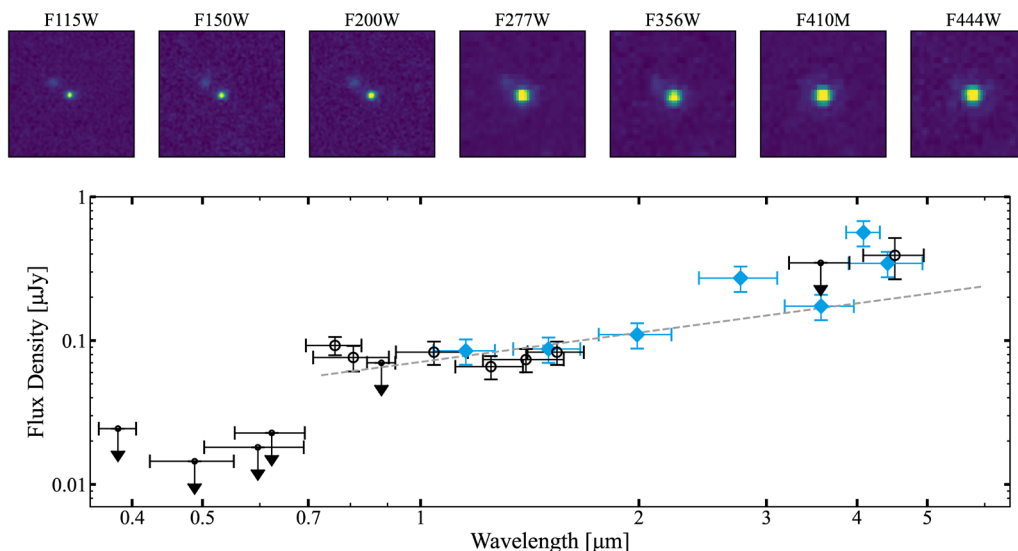 F115W F150W F200W F277W F356W F410M F444W
1
0.1
0.01
Flux Density [μJy]
0.4 0.5 0.7 1 2 3 4 5
Wavelength [μm]